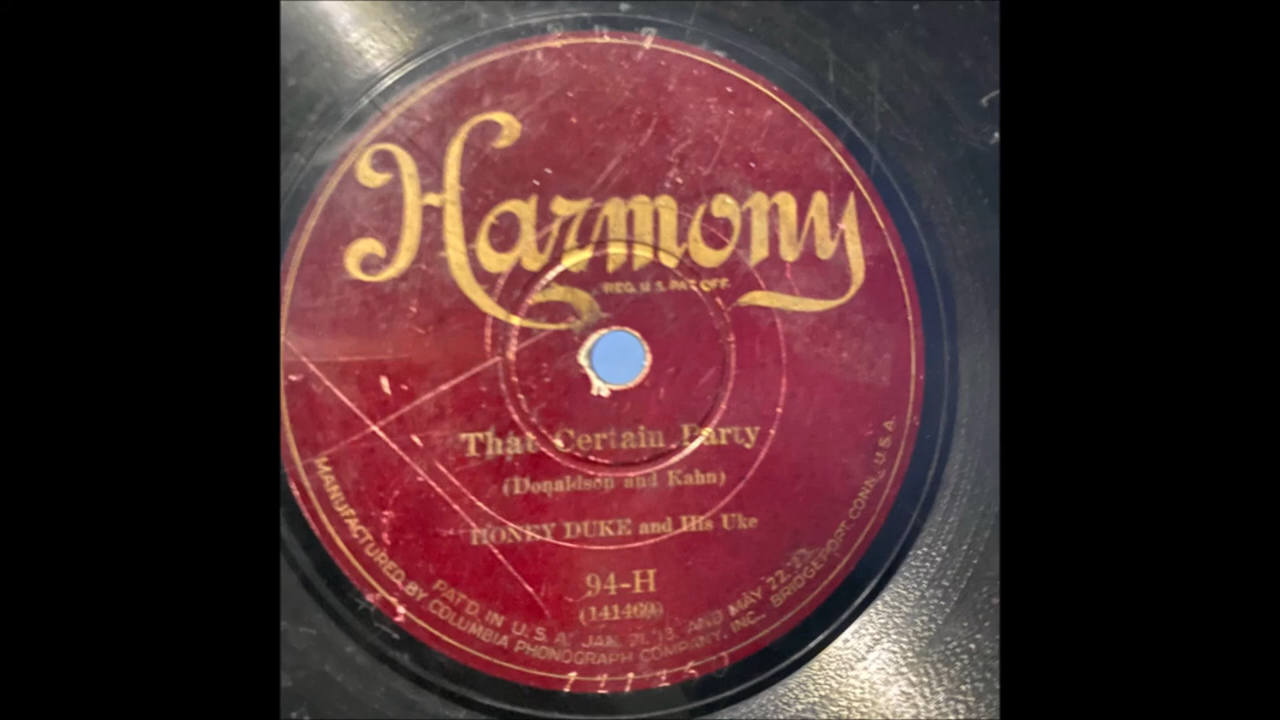 Harmony
REG. U.S. PAT. OFF.
That Certain Party
(Donaldson and Kahn)
HONEY DUKE and His Uke
94-H
PAT'D. IN U.S.A. JAN. 21, '13. AND MAY 22-23
MANUFACTURED BY COLUMBIA PHONOGRAPH COMPANY, INC., BRIDGEPORT, CONN., U.S.A.